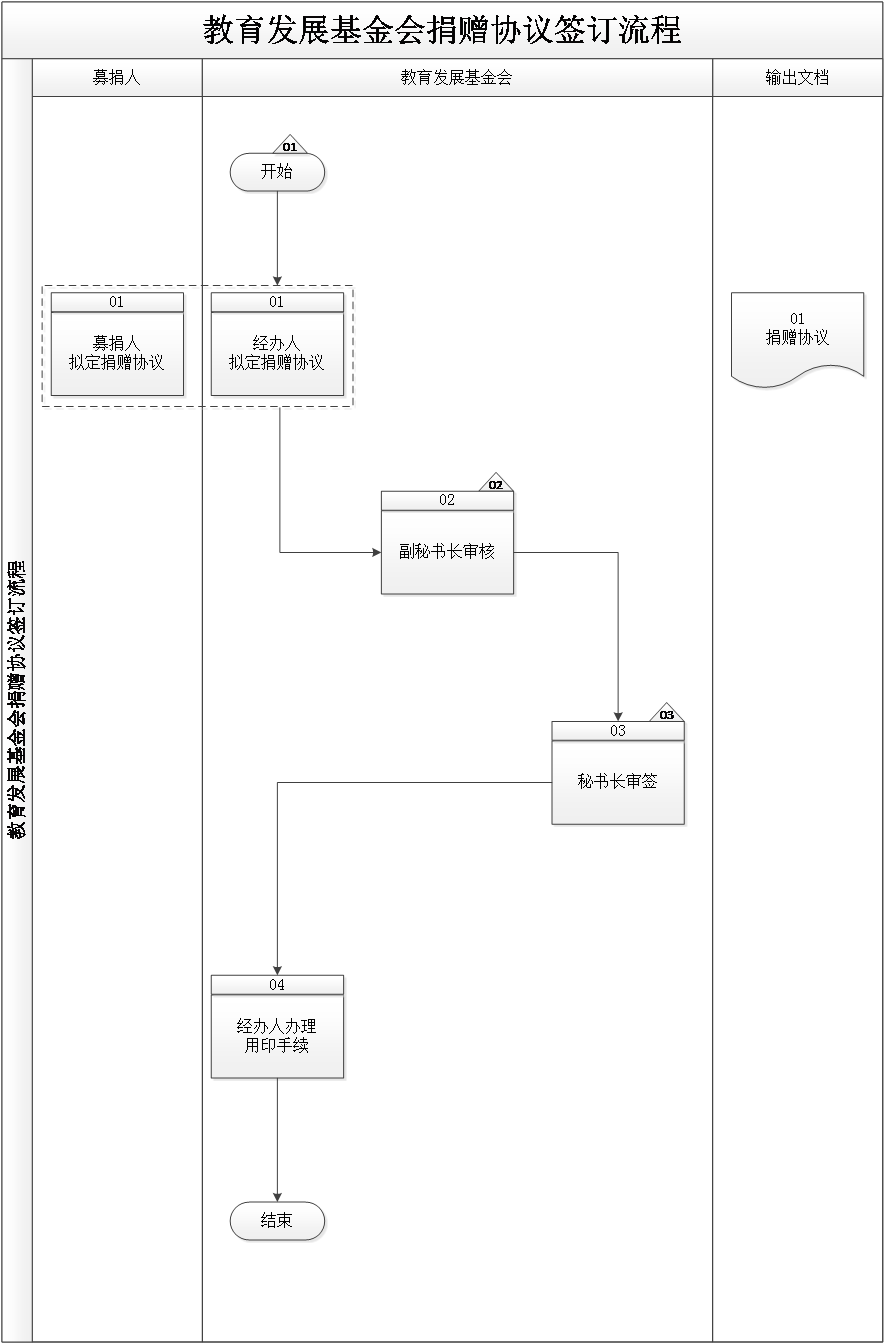 教育发展基金会捐赠协议签订流程
募捐人
教育发展基金会
输出文档
教育发展基金会捐赠协议签订流程
01
开始
01
募捐人
拟定捐赠协议
01
经办人
拟定捐赠协议
01
捐赠协议
02
02
副秘书长审核
03
03
秘书长审签
04
经办人办理
用印手续
结束